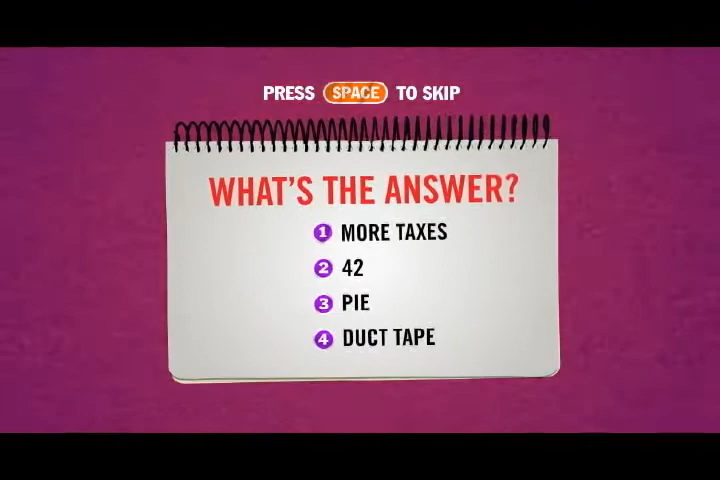 PRESS SPACE TO SKIP
WHAT'S THE ANSWER?
1 MORE TAXES
2 42
3 PIE
4 DUCT TAPE